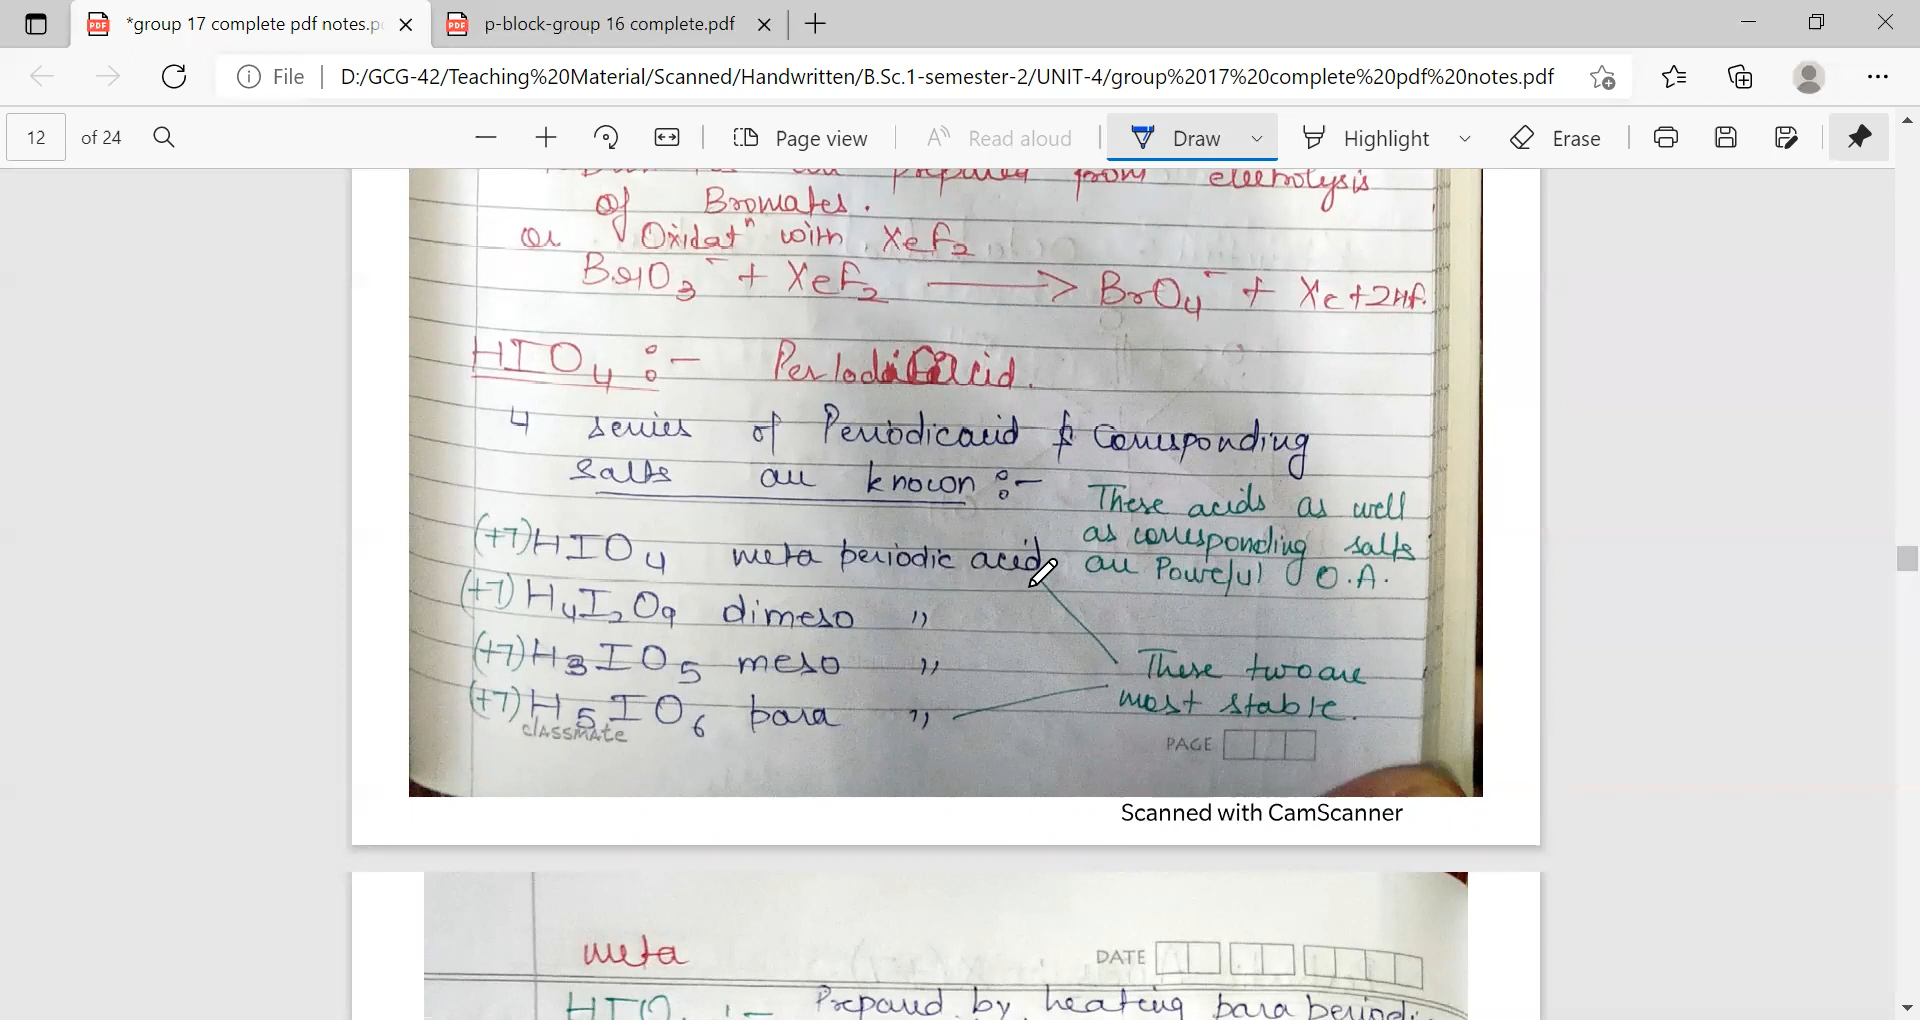 *group 17 complete pdf notes.p
p-block-group 16 complete.pdf
File
D:/GCG-42/Teaching%20Material/Scanned/Handwritten/B.Sc.1-semester-2/UNIT-4/group%2017%20complete%20pdf%20notes.pdf
12 of 24
Page view
Read aloud
Draw
Highlight
Erase
prepared from electrolysis
of Bromates.
or Oxidatⁿ with XeF₂
BrO₃⁻ + XeF₂ ⟶ BrO₄⁻ + Xe + 2HF.
HIO₄ :- Periodic Acid.
4 series of Periodic acid & Corresponding
salts are known :-
These acids as well
as corresponding salts
are Powerful O.A.
(+7) HIO₄ meta periodic acid
(+7) H₄I₂O₉ dimeso "
(+7) H₃IO₅ meso "
(+7) H₅IO₆ para "
These two are
most stable.
classmate
PAGE
Scanned with CamScanner
meta
DATE
:- Prepared by heating para